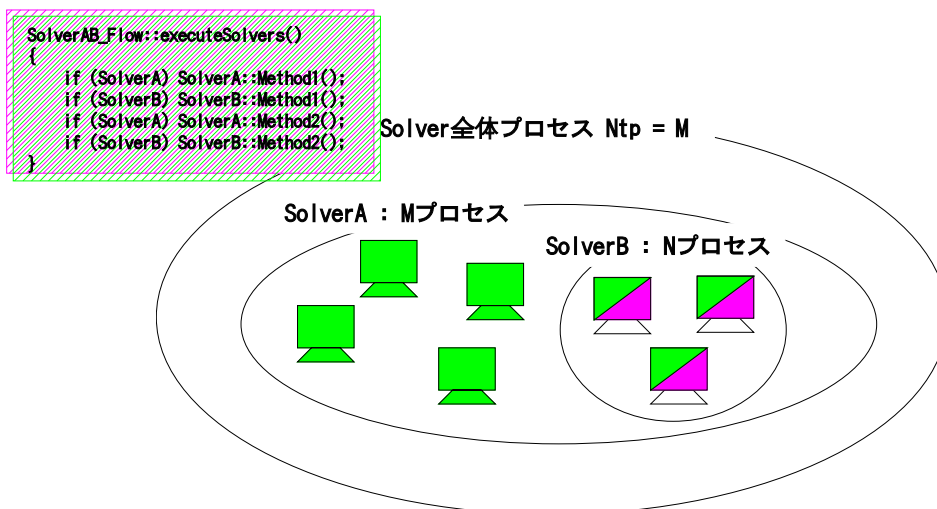 SolverAB_Flow::executeSolvers()
{
if (SolverA) SolverA::Method1();
if (SolverB) SolverB::Method1();
if (SolverA) SolverA::Method2();
if (SolverB) SolverB::Method2();
}
Solver全体プロセス Ntp = M
SolverA : Mプロセス
SolverB : Nプロセス